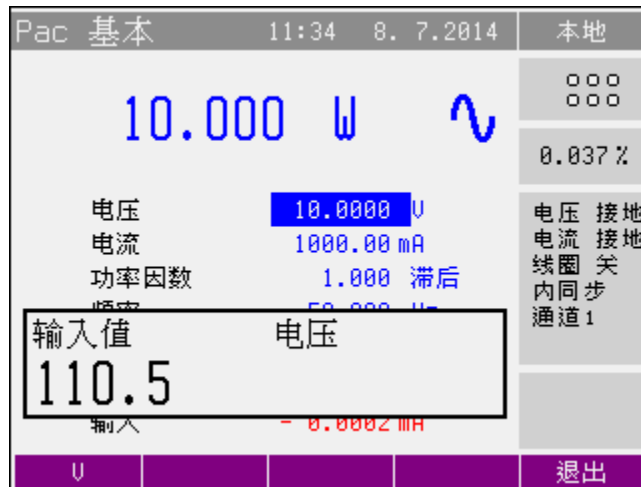 Pac 基本 11:34 8. 7.2014 本地
10.000 W
0.037 %
电压 10.0000 V
电流 1000.00 mA
功率因数 1.000 滞后
电压 接地
电流 接地
线圈 关
内同步
通道1
输入值 电压
110.5
输入 - 0.0002 mA
V 退出